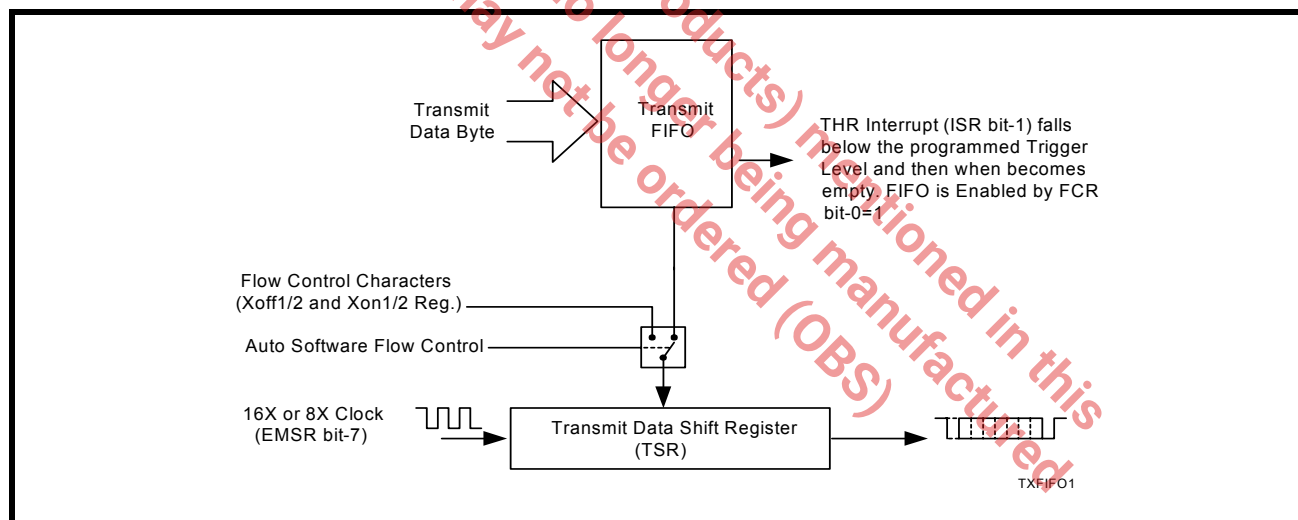 Transmit
Data Byte
Transmit
FIFO
THR Interrupt (ISR bit-1) falls
below the programmed Trigger
Level and then when becomes
empty. FIFO is Enabled by FCR
bit-0=1
Flow Control Characters
(Xoff1/2 and Xon1/2 Reg.)
Auto Software Flow Control
16X or 8X Clock
(EMSR bit-7)
Transmit Data Shift Register
(TSR)
TXFIFO1
oducts) mentioned in this
o longer being manufactured
may not be ordered (OBS)